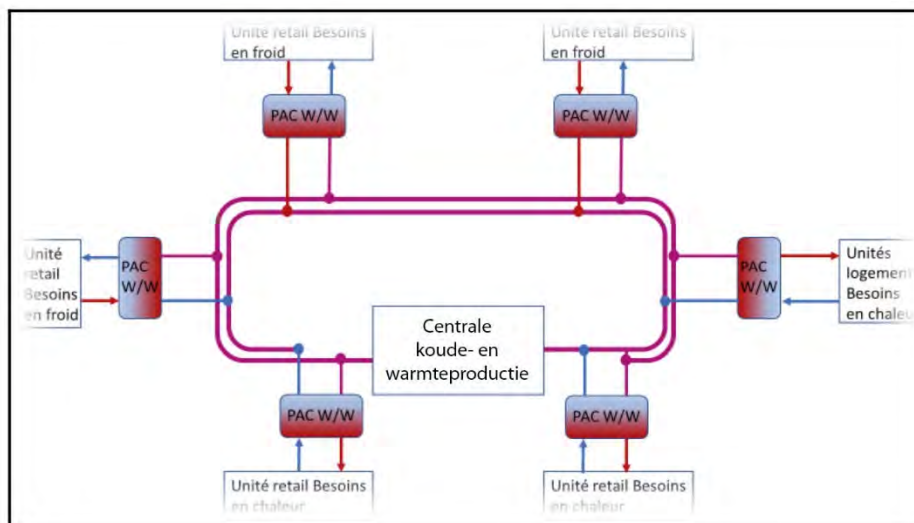 Unité retail Besoins
en froid
Unité retail Besoins
en froid
PAC W/W
PAC W/W
Unité
retail
Besoins
en froid
PAC
W/W
PAC
W/W
Unités
logement
Besoins
en chaleur
Centrale
koude- en
warmteproductie
PAC W/W
PAC W/W
Unité retail Besoins
en chaleur
Unité retail Besoins
en chaleur